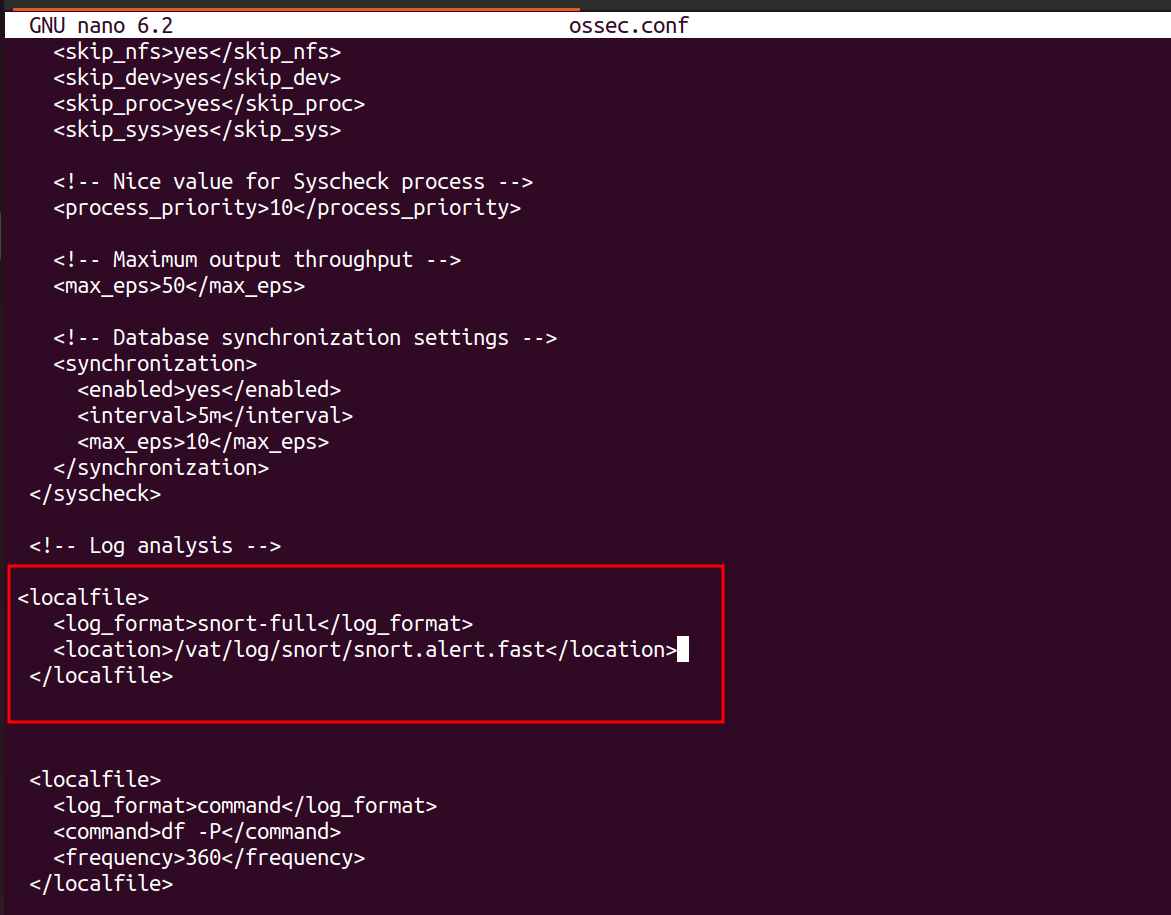 GNU nano 6.2 ossec.conf
<skip_nfs>yes</skip_nfs>
<skip_dev>yes</skip_dev>
<skip_proc>yes</skip_proc>
<skip_sys>yes</skip_sys>
<!-- Nice value for Syscheck process -->
<process_priority>10</process_priority>
<!-- Maximum output throughput -->
<max_eps>50</max_eps>
<!-- Database synchronization settings -->
<synchronization>
<enabled>yes</enabled>
<interval>5m</interval>
<max_eps>10</max_eps>
</synchronization>
</syscheck>
<!-- Log analysis -->
<localfile>
<log_format>snort-full</log_format>
<location>/vat/log/snort/snort.alert.fast</location>
</localfile>
<localfile>
<log_format>command</log_format>
<command>df -P</command>
<frequency>360</frequency>
</localfile>